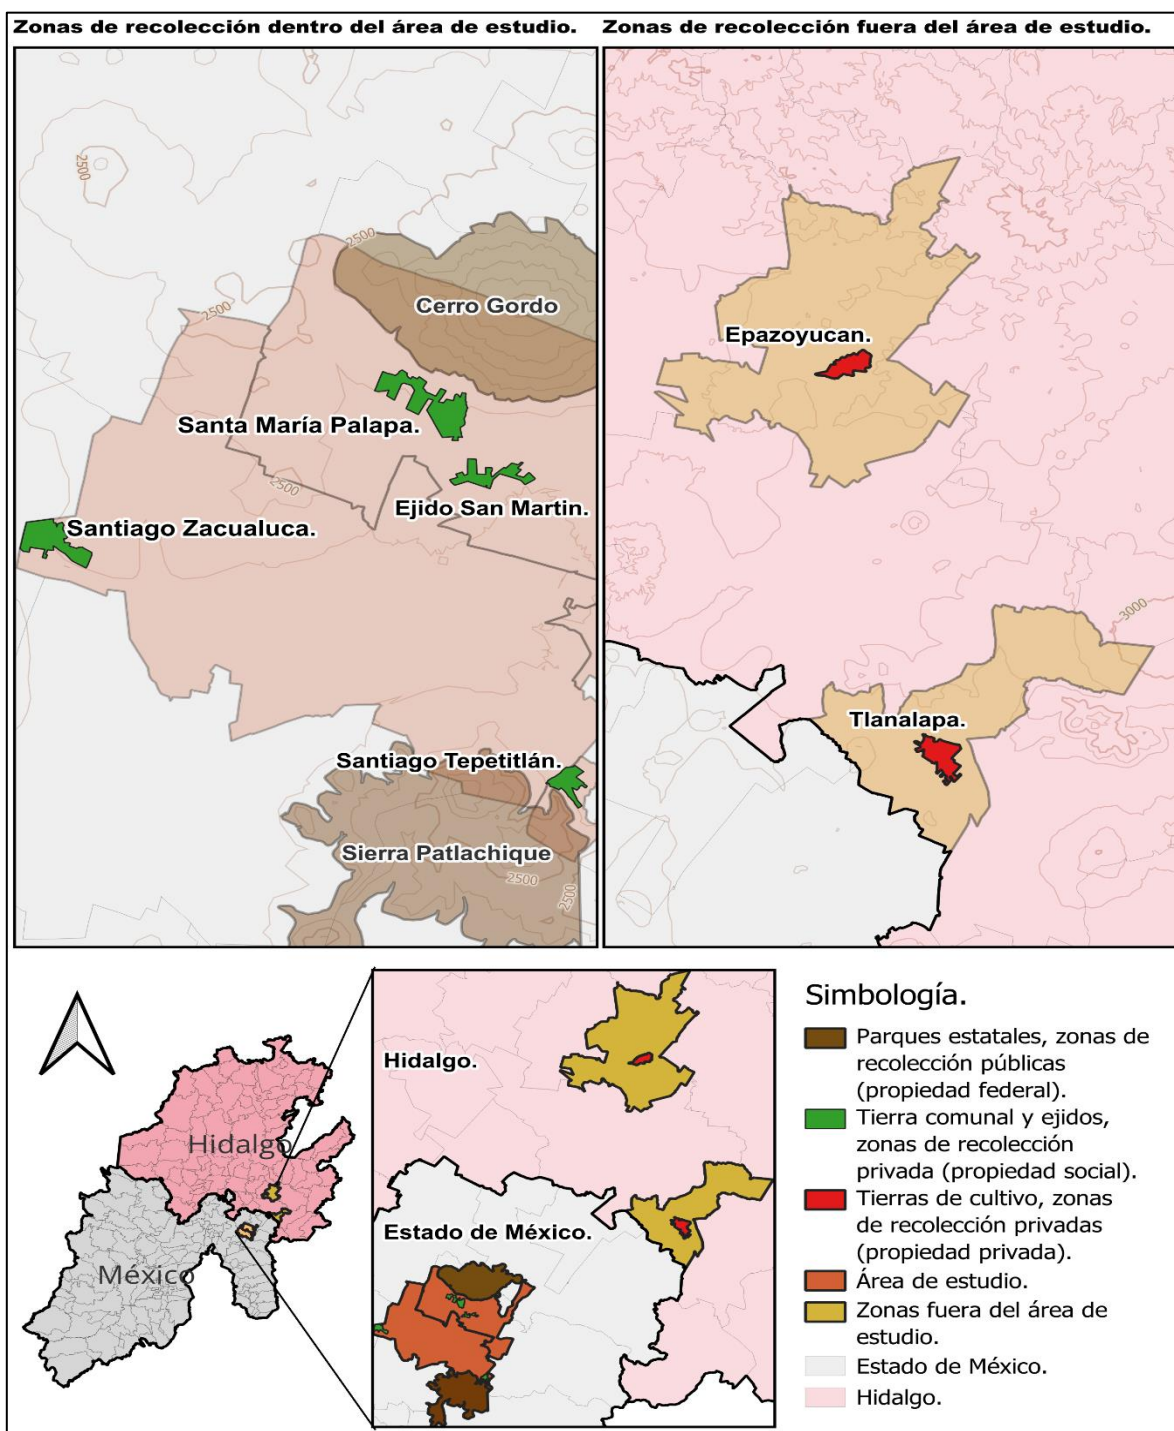 Zonas de recolección dentro del área de estudio.
Zonas de recolección fuera del área de estudio.
2500
2500
Cerro Gordo
2500
Santa María Palapa.
2500
Ejido San Martin.
Santiago Zacualuca.
Santiago Tepetitlán.
Sierra Patlachique
2500
2500
Epazoyucan.
3000
Tlanalapa.
Hidalgo
México
Hidalgo.
Estado de México.
Simbología.
Parques estatales, zonas de
recolección públicas
(propiedad federal).
Tierra comunal y ejidos,
zonas de recolección
privada (propiedad social).
Tierras de cultivo, zonas
de recolección privadas
(propiedad privada).
Área de estudio.
Zonas fuera del área de
estudio.
Estado de México.
Hidalgo.